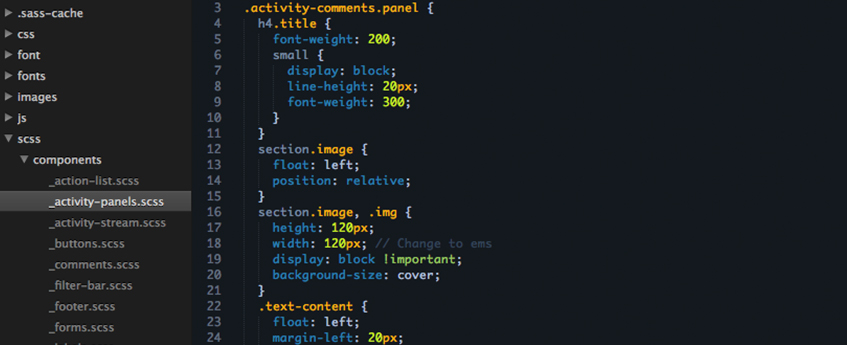 .sass-cache
css
font
fonts
images
js
scss
components
_action-list.scss
_activity-panels.scss
_activity-stream.scss
_buttons.scss
_comments.scss
_filter-bar.scss
_footer.scss
_forms.scss
3 .activity-comments.panel {
4 h4.title {
5 font-weight: 200;
6 small {
7 display: block;
8 line-height: 20px;
9 font-weight: 300;
10 }
11 }
12 section.image {
13 float: left;
14 position: relative;
15 }
16 section.image, .img {
17 height: 120px;
18 width: 120px; // Change to ems
19 display: block !important;
20 background-size: cover;
21 }
22 .text-content {
23 float: left;
24 margin-left: 20px;